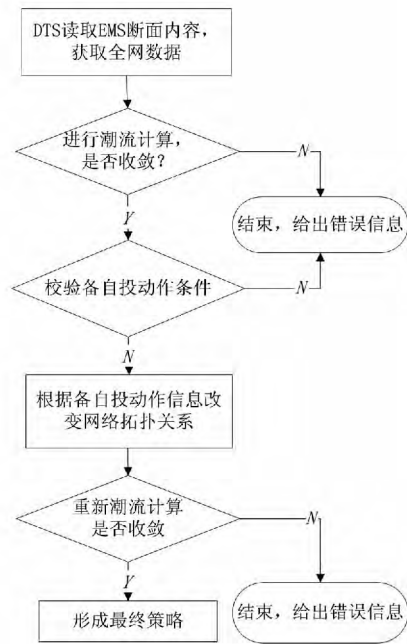 DTS读取EMS断面内容，
获取全网数据
进行潮流计算，
是否收敛？
N
Y
结束，给出错误信息
校验备自投动作条件
N
N
根据备自投动作信息改
变网络拓扑关系
重新潮流计算
是否收敛
N
Y
形成最终策略
结束，给出错误信息